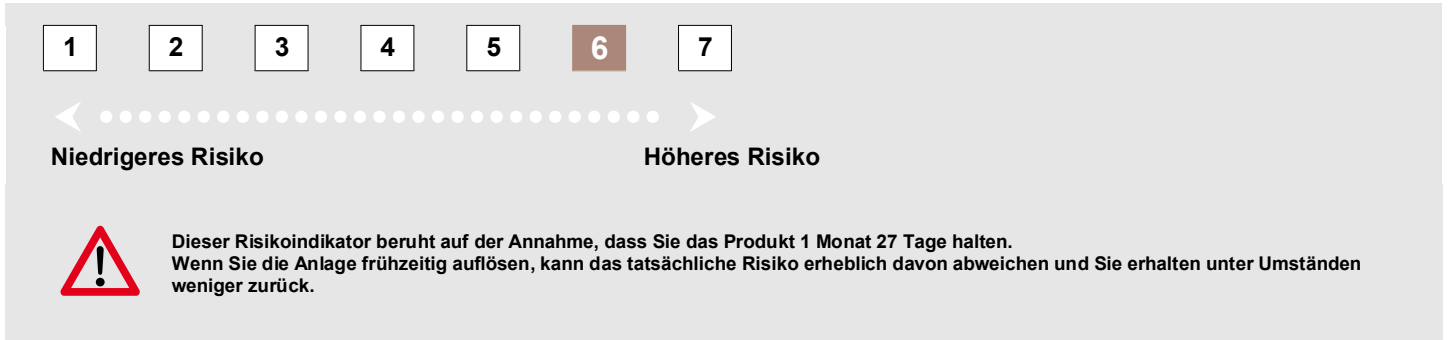 1 2 3 4 5 6 7
Niedrigeres Risiko Höheres Risiko
Dieser Risikoindikator beruht auf der Annahme, dass Sie das Produkt 1 Monat 27 Tage halten.
Wenn Sie die Anlage frühzeitig auflösen, kann das tatsächliche Risiko erheblich davon abweichen und Sie erhalten unter Umständen
weniger zurück.